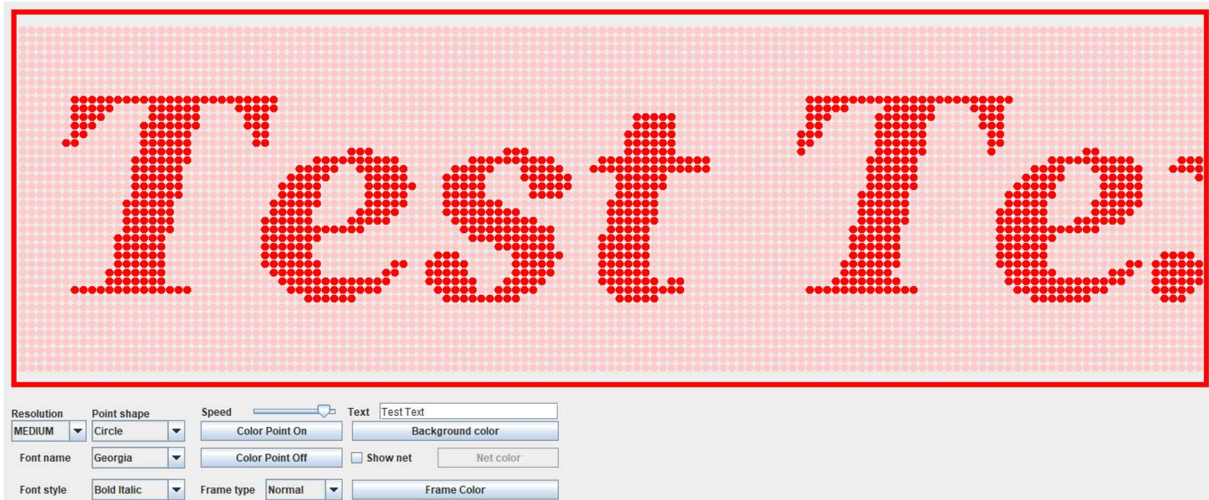 Test Te
Resolution Point shape Speed Text Test Text
MEDIUM Circle Color Point On Background color
Font name Georgia Color Point Off Show net Net color
Font style Bold Italic Frame type Normal Frame Color